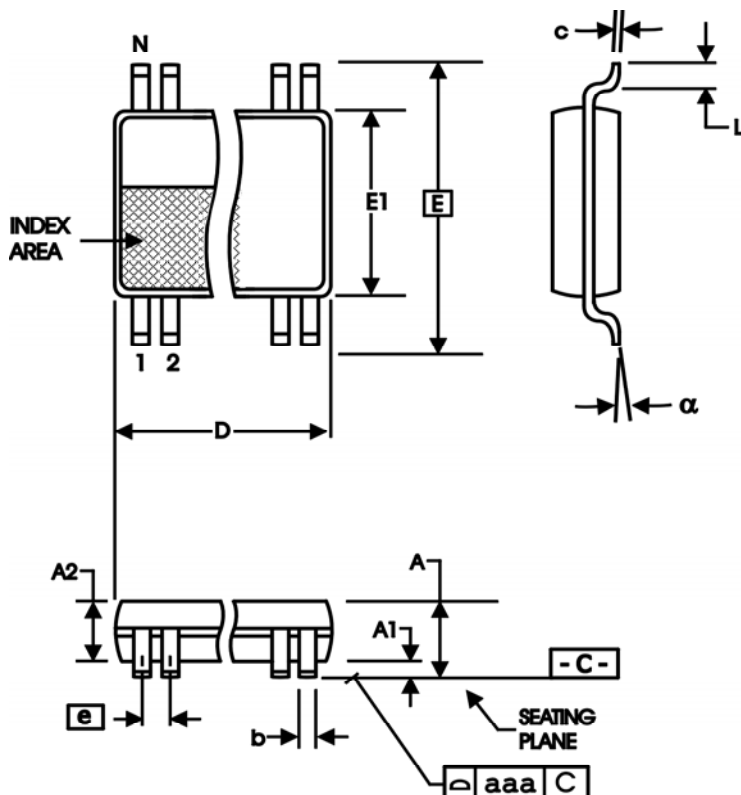 N
c
L
E1
E
INDEX
AREA
1 2
α
D
A2
A
A1
-C-
e
b
SEATING
PLANE
aaa C